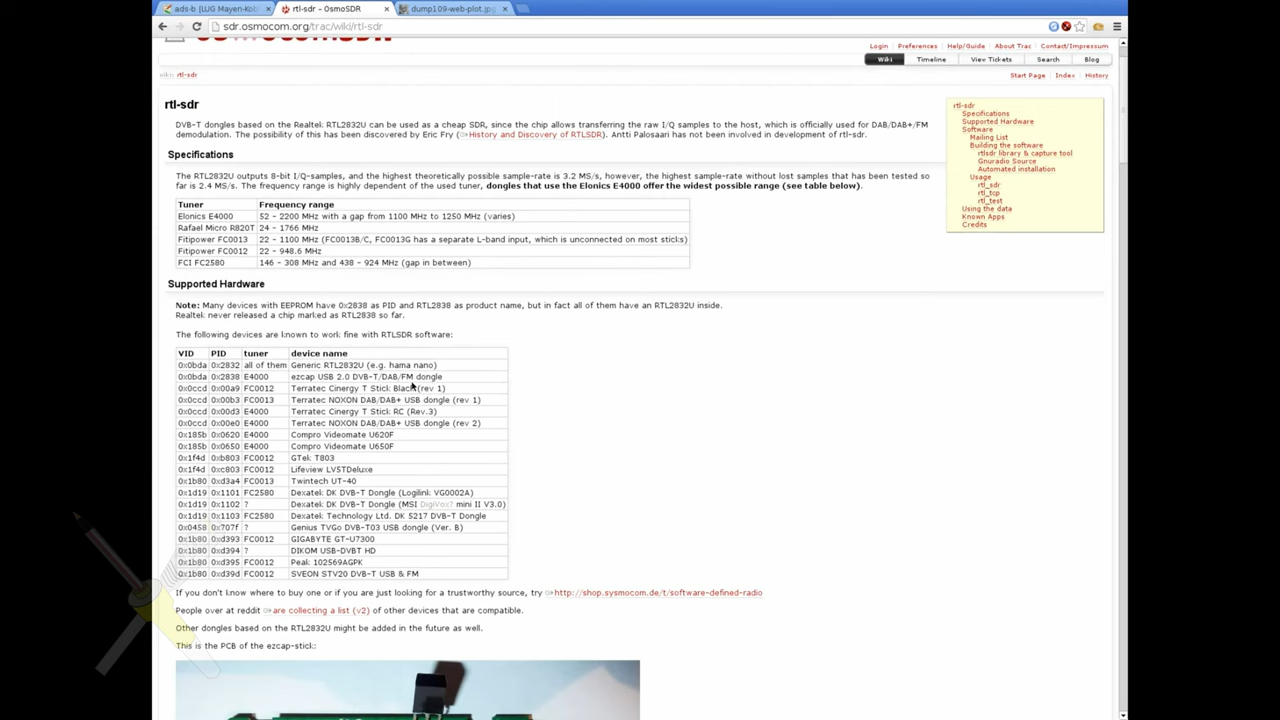 ads-b [LUG Mayen-Kob
rtl-sdr – OsmoSDR
dump109-web-plot.jpg
sdr.osmocom.org/trac/wiki/rtl-sdr
Login Preferences Help/Guide About Trac Contact/Impressum
Wiki Timeline View Tickets Search Blog
wiki: rtl-sdr
Start Page Index History
rtl-sdr
DVB-T dongles based on the Realtek RTL2832U can be used as a cheap SDR, since the chip allows transferring the raw I/Q samples to the host, which is officially used for DAB/DAB+/FM
demodulation. The possibility of this has been discovered by Eric Fry (History and Discovery of RTLSDR). Antti Palosaari has not been involved in development of rtl-sdr.
rtl-sdr
Specifications
Supported Hardware
Software
Mailing List
Building the software
rtlsdr library & capture tool
Gnuradio Source
Automated installation
Usage
rtl_sdr
rtl_tcp
rtl_test
Using the data
Known Apps
Credits
Specifications
The RTL2832U outputs 8-bit I/Q-samples, and the highest theoretically possible sample-rate is 3.2 MS/s, however, the highest sample-rate without lost samples that has been tested so
far is 2.4 MS/s. The frequency range is highly dependent of the used tuner, dongles that use the Elonics E4000 offer the widest possible range (see table below).
Tuner Frequency range
Elonics E4000 52 – 2200 MHz with a gap from 1100 MHz to 1250 MHz (varies)
Rafael Micro R820T 24 – 1766 MHz
Fitipower FC0013 22 – 1100 MHz (FC0013B/C, FC0013G has a separate L-band input, which is unconnected on most sticks)
Fitipower FC0012 22 – 948.6 MHz
FCI FC2580 146 – 308 MHz and 438 – 924 MHz (gap in between)
Supported Hardware
Note: Many devices with EEPROM have 0x2838 as PID and RTL2838 as product name, but in fact all of them have an RTL2832U inside.
Realtek never released a chip marked as RTL2838 so far.
The following devices are known to work fine with RTLSDR software:
VID PID tuner device name
0x0bda 0x2832 all of them Generic RTL2832U (e.g. hama nano)
0x0bda 0x2838 E4000 ezcap USB 2.0 DVB-T/DAB/FM dongle
0x0ccd 0x00a9 FC0012 Terratec Cinergy T Stick Black (rev 1)
0x0ccd 0x00b3 FC0013 Terratec NOXON DAB/DAB+ USB dongle (rev 1)
0x0ccd 0x00d3 E4000 Terratec Cinergy T Stick RC (Rev.3)
0x0ccd 0x00e0 E4000 Terratec NOXON DAB/DAB+ USB dongle (rev 2)
0x185b 0x0620 E4000 Compro Videomate U620F
0x185b 0x0650 E4000 Compro Videomate U650F
0x1f4d 0xb803 FC0012 GTek T803
0x1f4d 0xc803 FC0012 Lifeview LV5TDeluxe
0x1b80 0xd3a4 FC0013 Twintech UT-40
0x1d19 0x1101 FC2580 Dexatek DK DVB-T Dongle (Logilink VG0002A)
0x1d19 0x1102 ? Dexatek DK DVB-T Dongle (MSI DigiVox? mini II V3.0)
0x1d19 0x1103 FC2580 Dexatek Technology Ltd. DK 5217 DVB-T Dongle
0x0458 0x707f ? Genius TVGo DVB-T03 USB dongle (Ver. B)
0x1b80 0xd393 FC0012 GIGABYTE GT-U7300
0x1b80 0xd394 ? DIKOM USB-DVBT HD
0x1b80 0xd395 FC0012 Peak 102569AGPK
0x1b80 0xd39d FC0012 SVEON STV20 DVB-T USB & FM
If you don't know where to buy one or if you are just looking for a trustworthy source, try http://shop.sysmocom.de/t/software-defined-radio
People over at reddit are collecting a list (v2) of other devices that are compatible.
Other dongles based on the RTL2832U might be added in the future as well.
This is the PCB of the ezcap-stick: